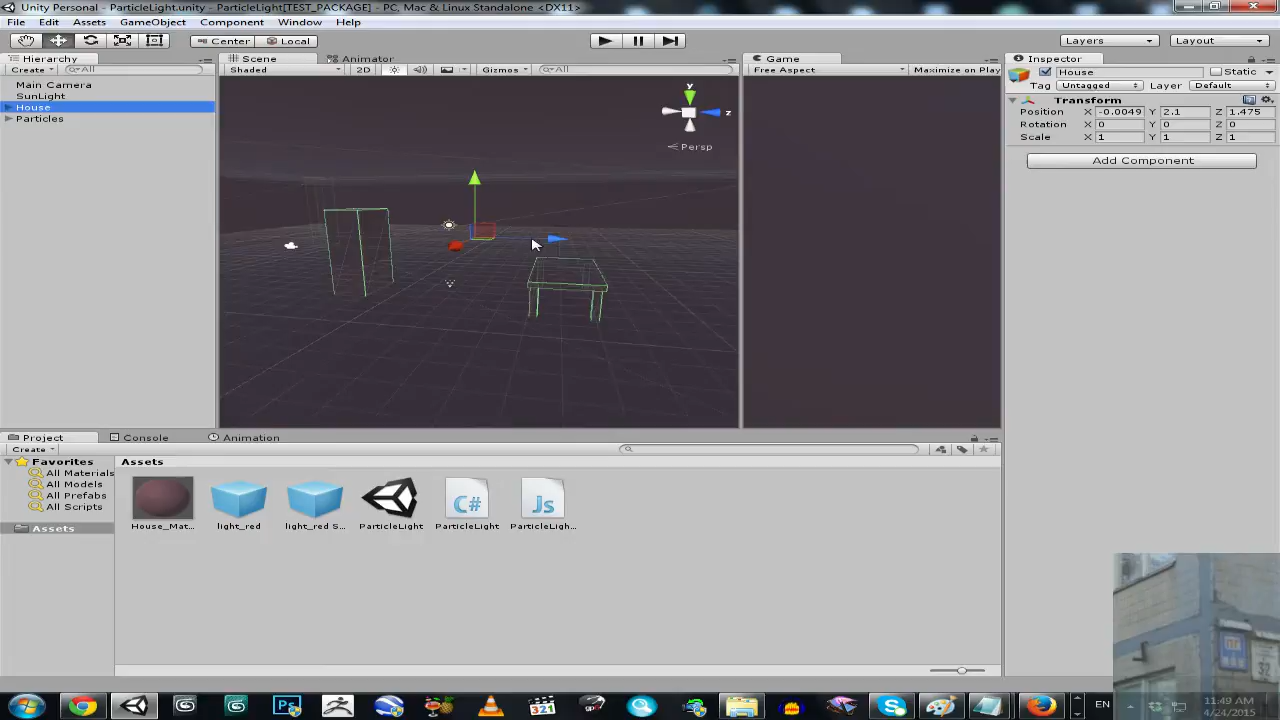 Unity Personal - ParticleLight.unity - ParticleLight[TEST_PACKAGE] - PC, Mac & Linux Standalone <DX11>
File Edit Assets GameObject Component Window Help
Center Local Layers Layout
Hierarchy
Create All
Main Camera
SunLight
House
Particles
Scene Animator
Shaded 2D Gizmos All
y
z
Persp
Game
Free Aspect Maximize on Play
Inspector
House Static
Tag Untagged Layer Default
Transform
Position X -0.0049 Y 2.1 Z 1.475
Rotation X 0 Y 0 Z 0
Scale X 1 Y 1 Z 1
Add Component
Project Console Animation
Create
Favorites
All Materials
All Models
All Prefabs
All Scripts
Assets
Assets
C# Js
House_Mat... light_red light_red S... ParticleLight ParticleLight ParticleLigh...
321
EN
11:49 AM
4/24/2015
32